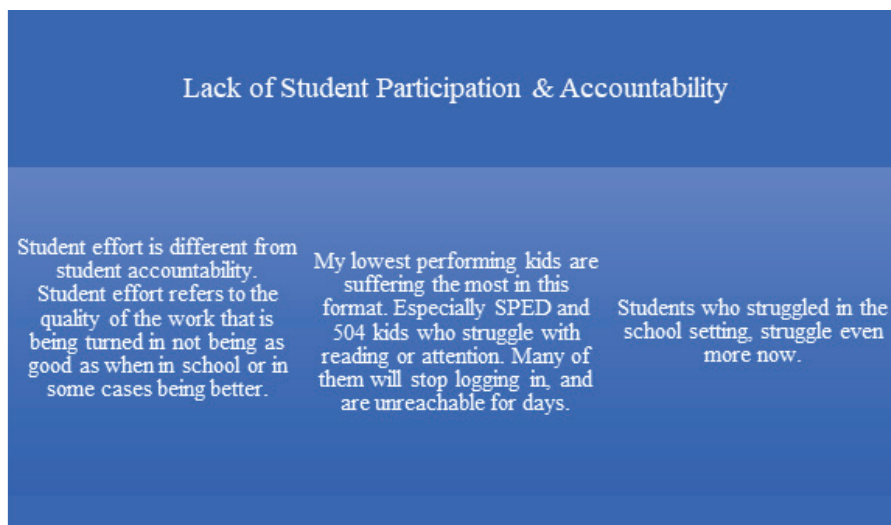 Lack of Student Participation & Accountability
Student effort is different from
student accountability.
Student effort refers to the
quality of the work that is
being turned in not being as
good as when in school or in
some cases being better.
My lowest performing kids are
suffering the most in this
format. Especially SPED and
504 kids who struggle with
reading or attention. Many of
them will stop logging in, and
are unreachable for days.
Students who struggled in the
school setting, struggle even
more now.